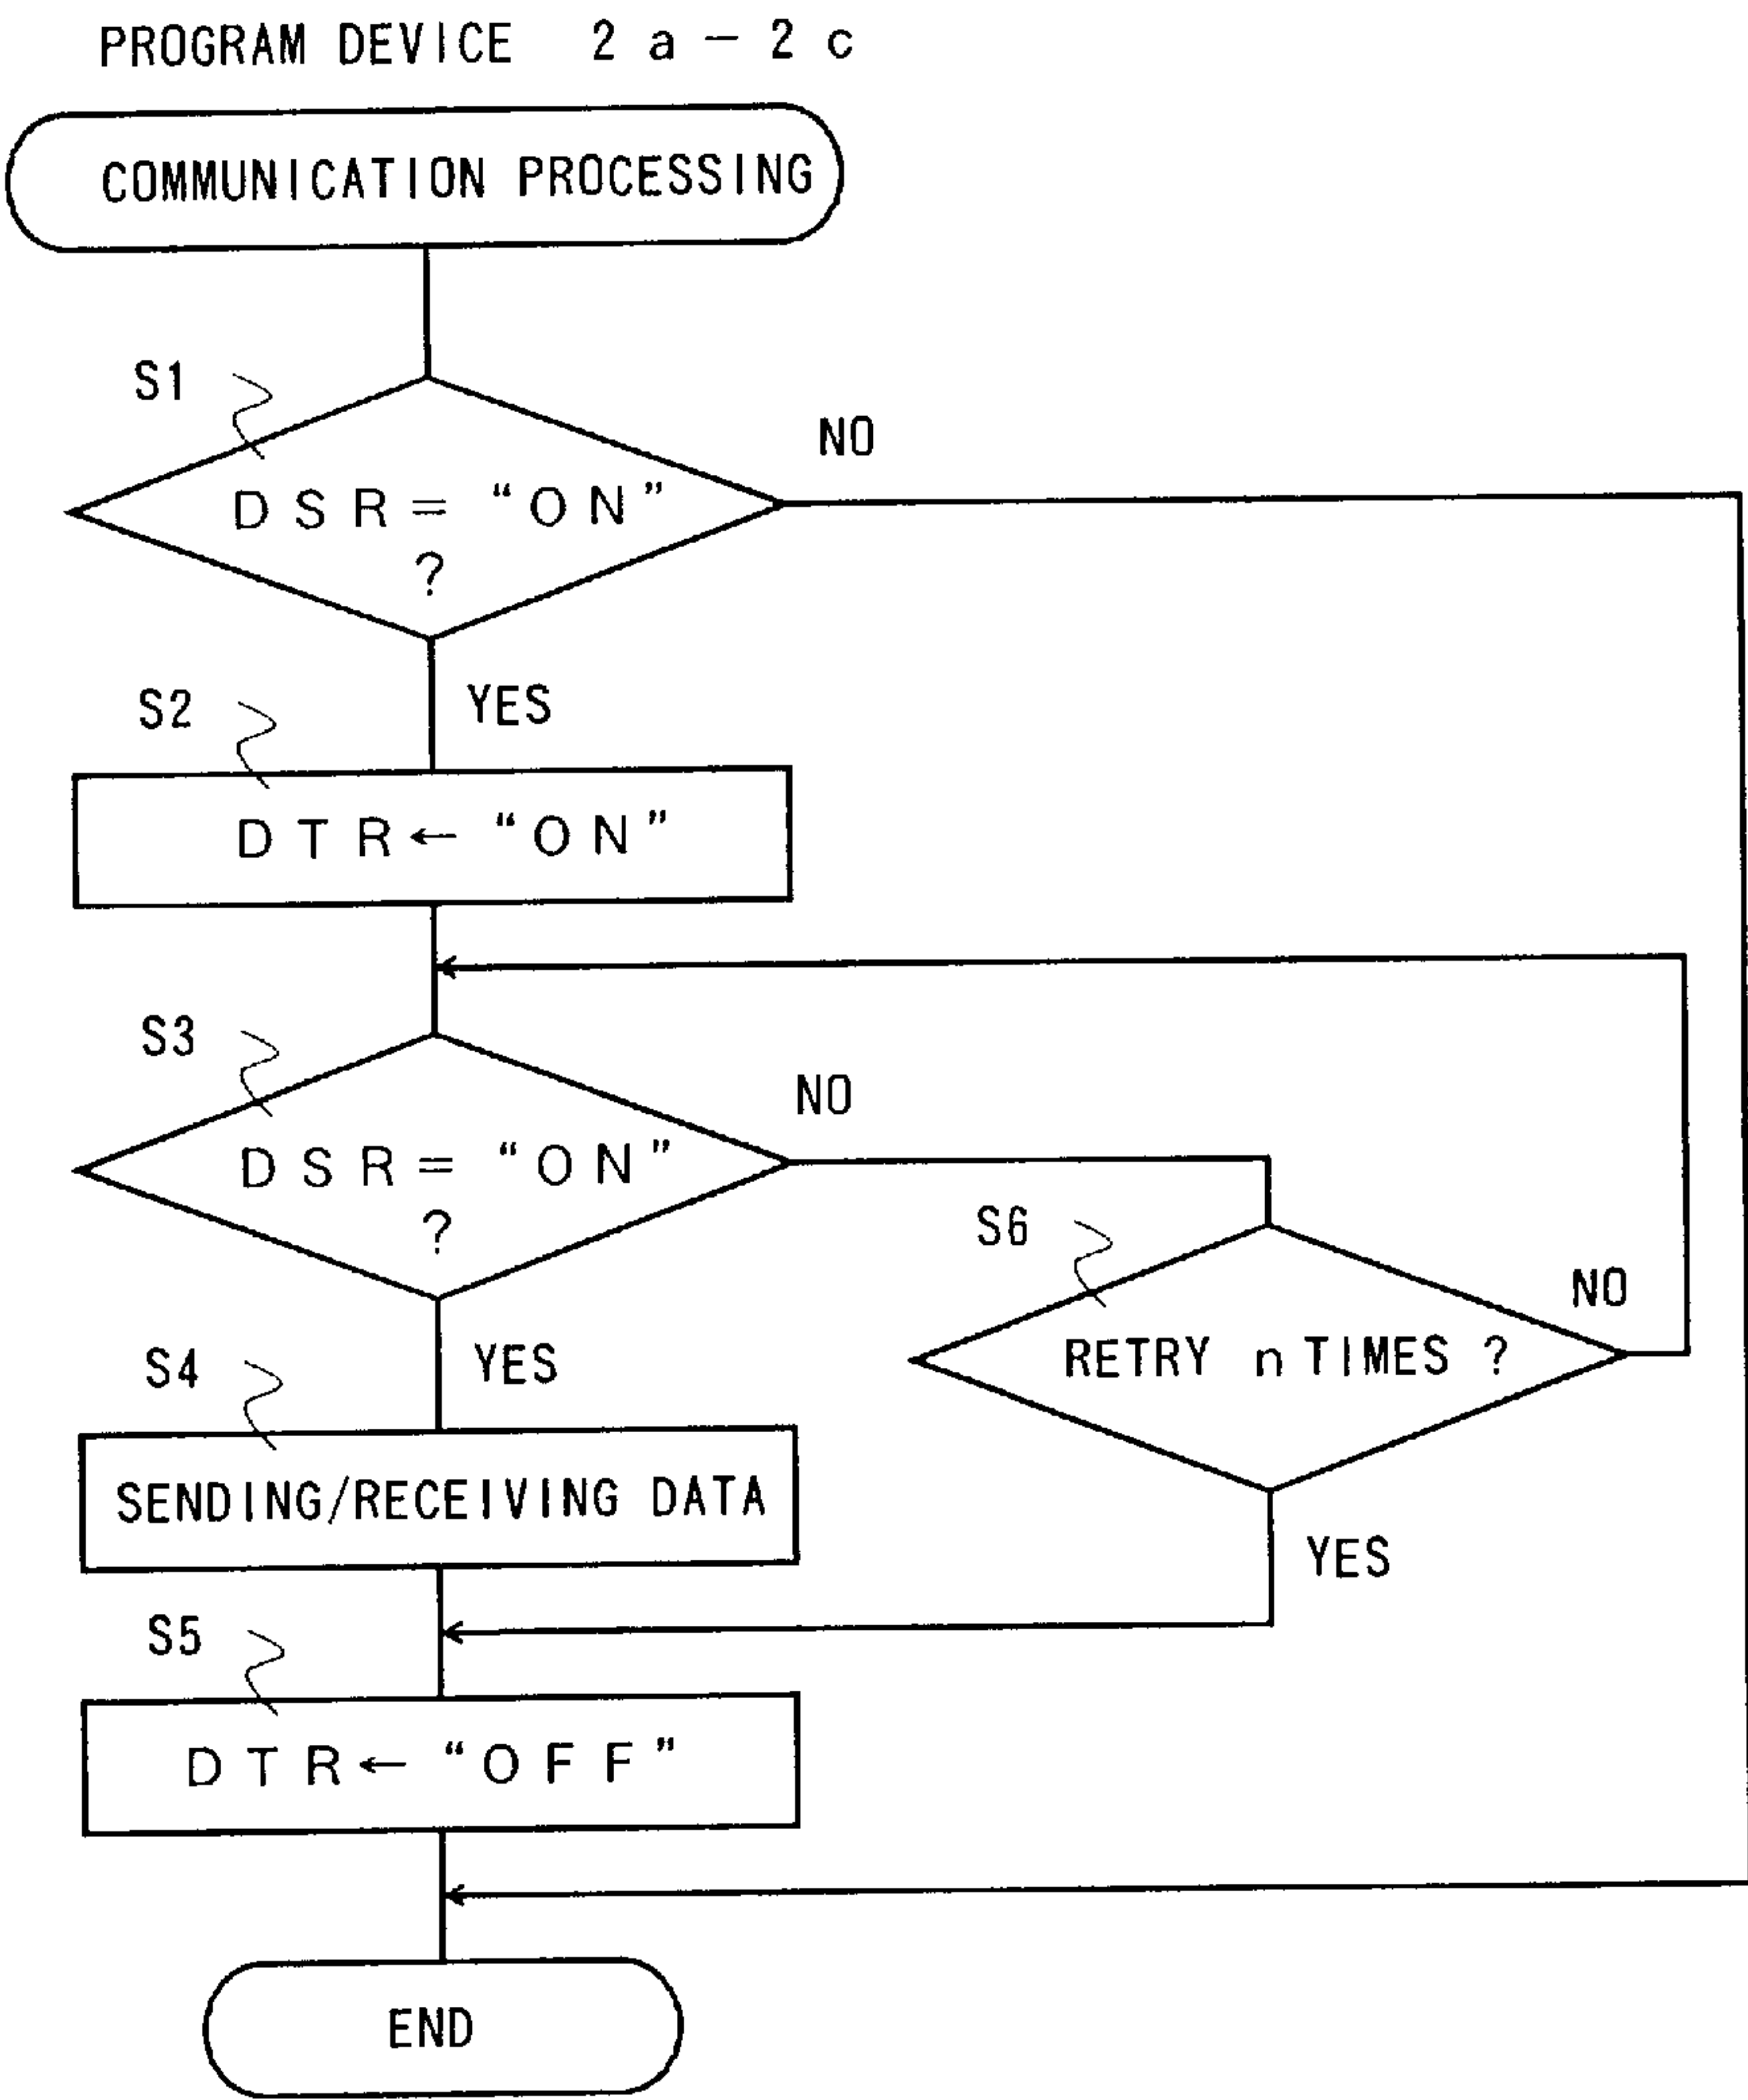 PROGRAM DEVICE 2a－2c
COMMUNICATION PROCESSING
S1
NO
DSR= “ON”
?
S2
YES
DTR← “ON”
S3
NO
DSR= “ON”
?
S6
NO
RETRY n TIMES ?
S4
YES
SENDING/RECEIVING DATA
YES
S5
DTR← “OFF”
END